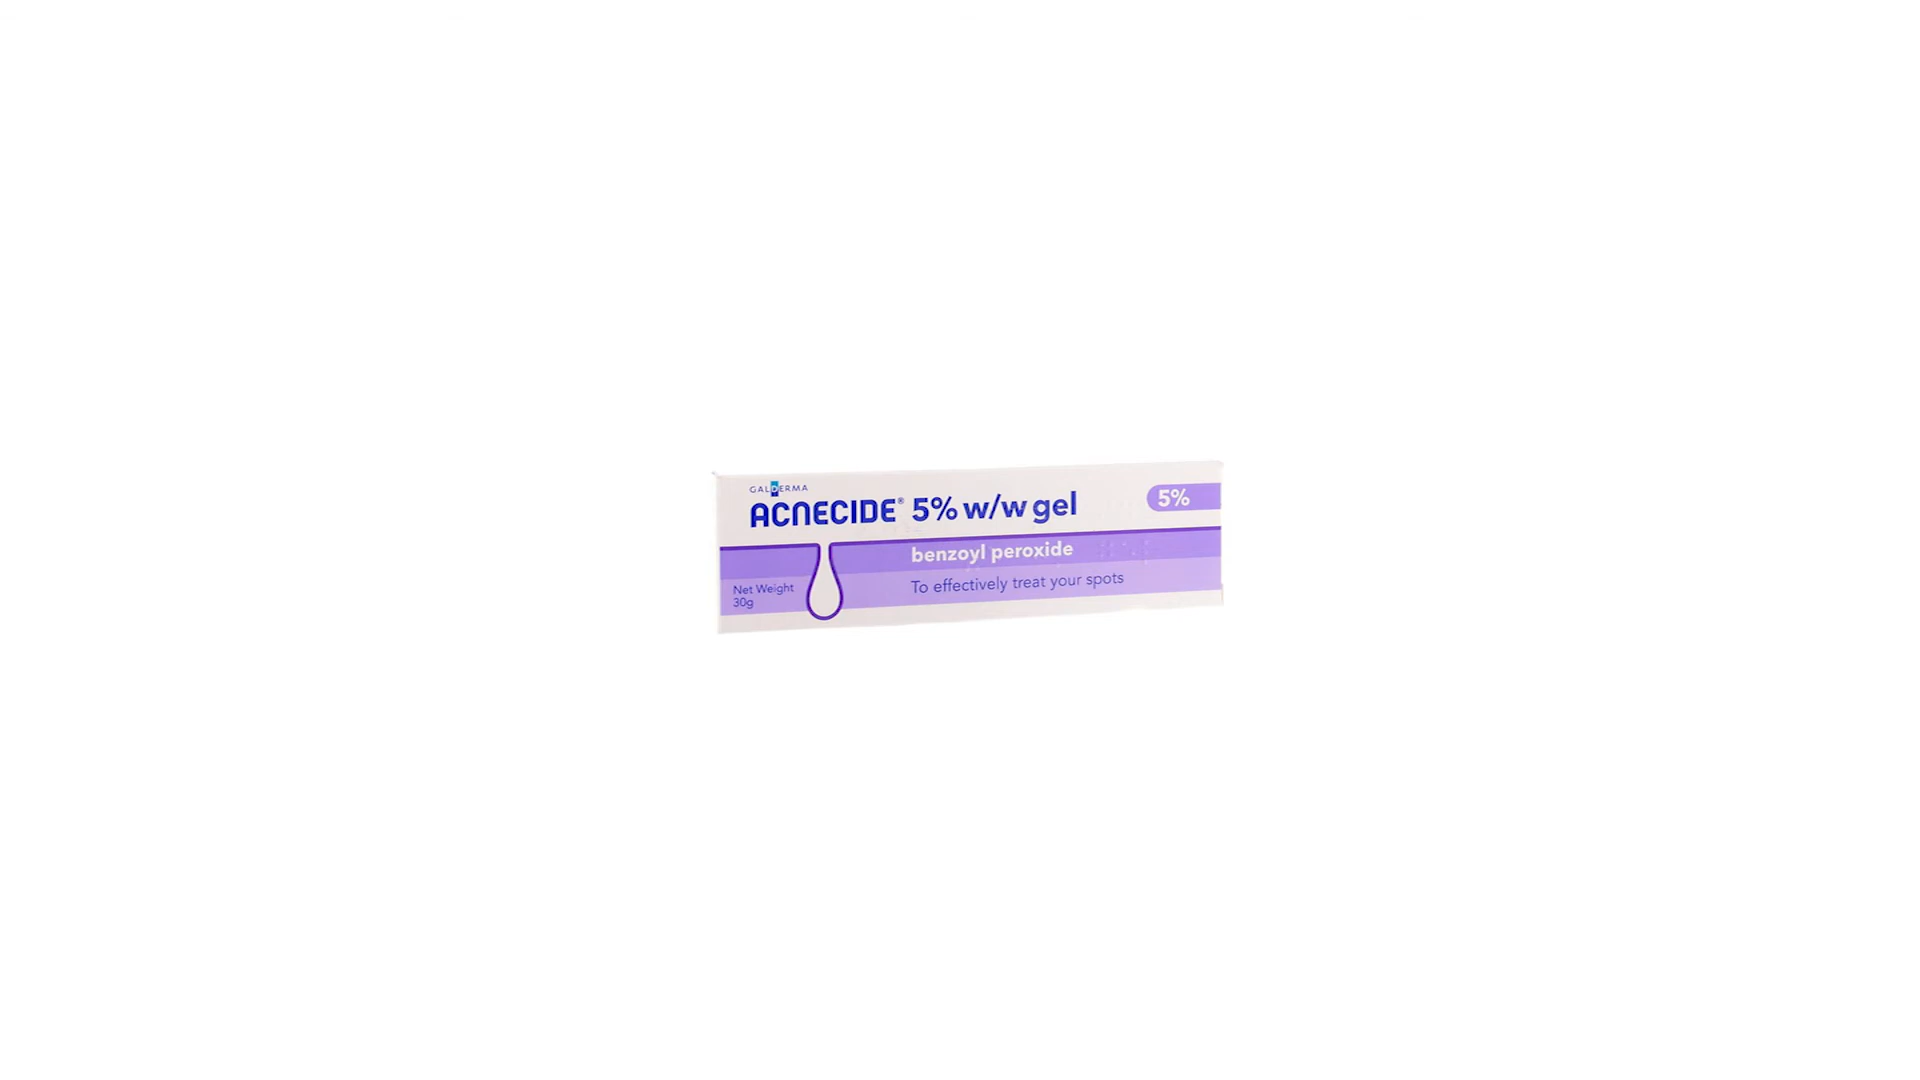 GALDERMA
ACNECIDE® 5% w/w gel
5%
benzoyl peroxide
To effectively treat your spots
Net Weight
30g